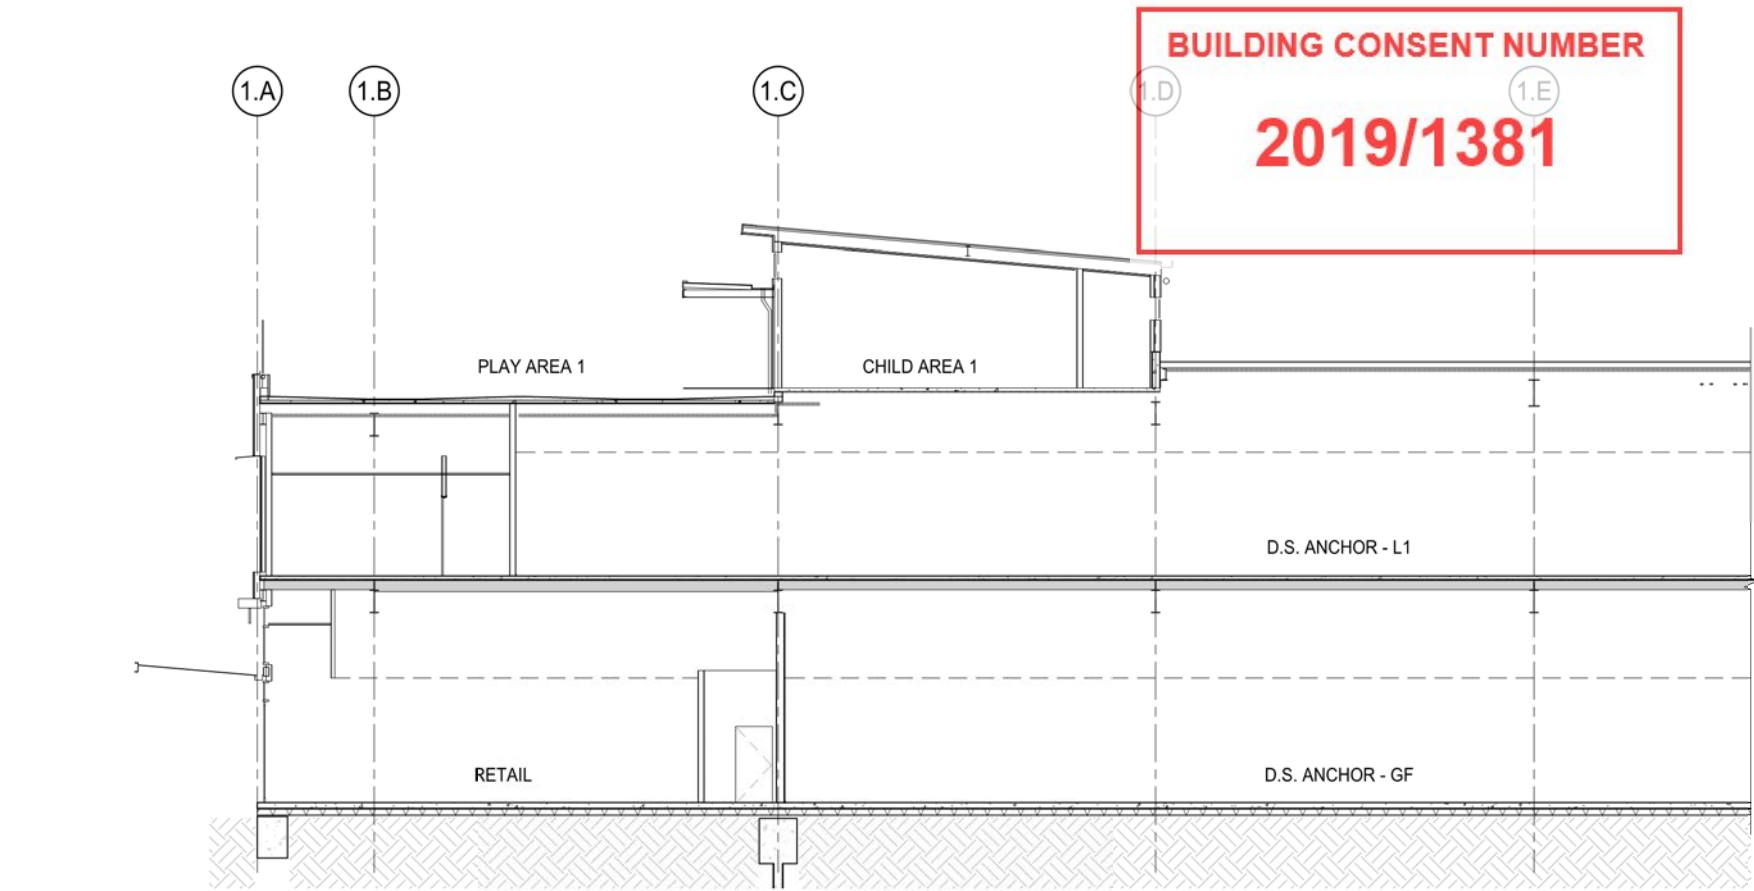 BUILDING CONSENT NUMBER
1.A
1.B
1.C
1.D
1.E
2019/1381
PLAY AREA 1
CHILD AREA 1
D.S. ANCHOR - L1
RETAIL
D.S. ANCHOR - GF